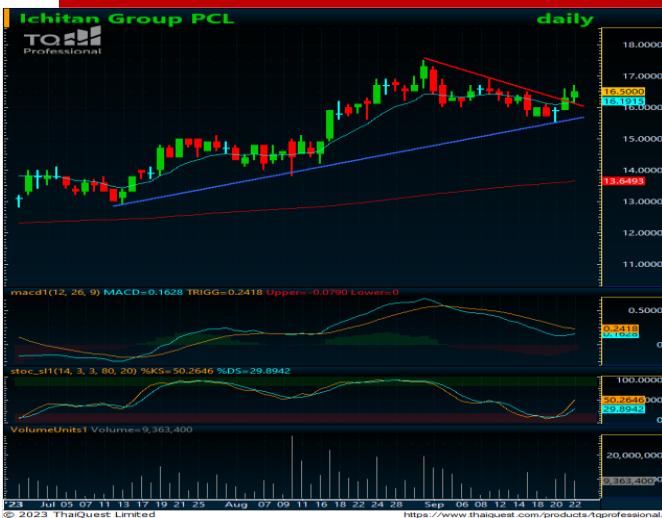 Ichitan Group PCL daily
TQ
Professional
18.0000
17.0000
16.5000
16.1915
16.0000
15.0000
14.0000
13.6493
13.0000
12.0000
11.0000
macd1(12, 26, 9) MACD=0.1628 TRIGG=0.2418 Upper=-0.0790 Lower=0
0.5000
0.2418
0.1628
stoc_sl1(14, 3, 3, 80, 20) %KS=50.2646 %DS=29.8942
100.0000
50.2646
29.8942
VolumeUnits1 Volume=9,363,400
20,000,000
9,363,400
'23 Jul 05 07 11 13 17 19 21 25 Aug 07 09 11 16 18 22 24 28 Sep 06 08 12 14 18 20 22
© 2023 ThaiQuest Limited https://www.thaiquest.com/products/tqprofessional